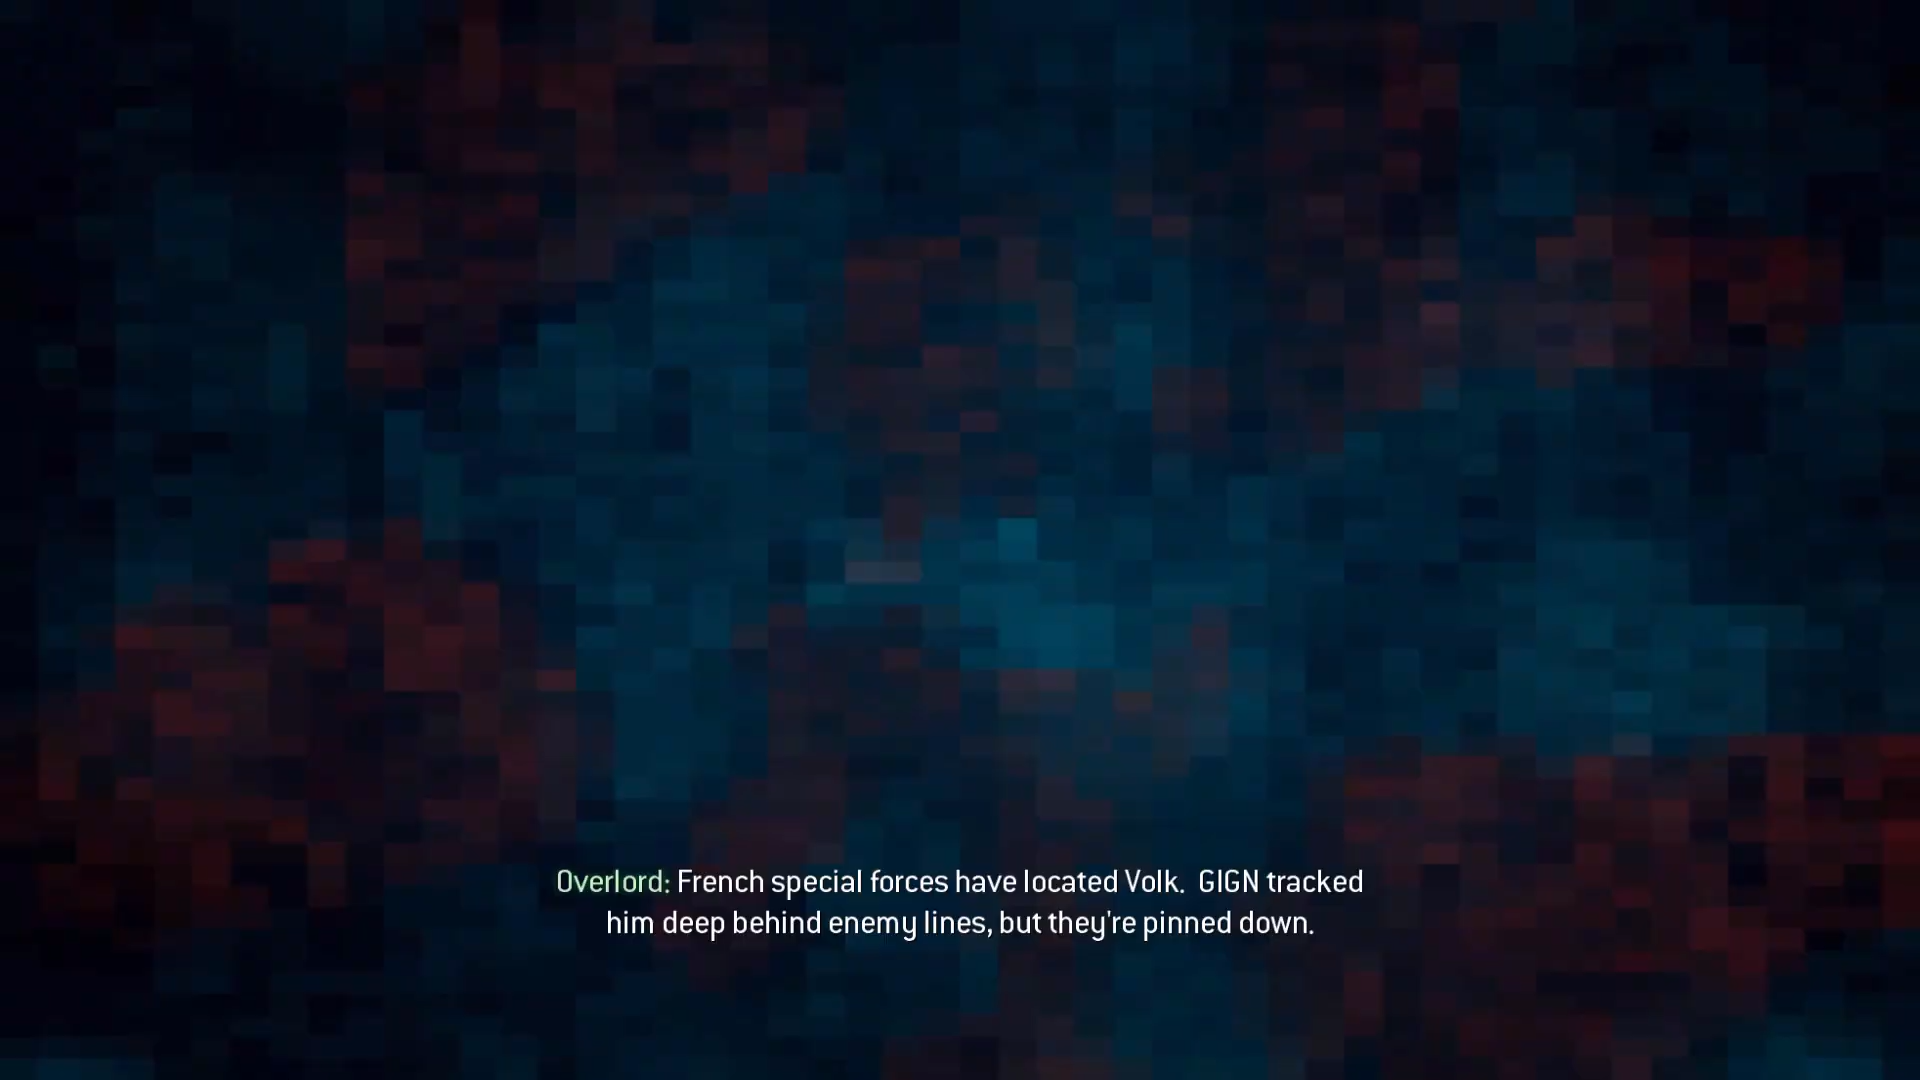 Overlord: French special forces have located Volk.  GIGN tracked
him deep behind enemy lines, but they're pinned down.